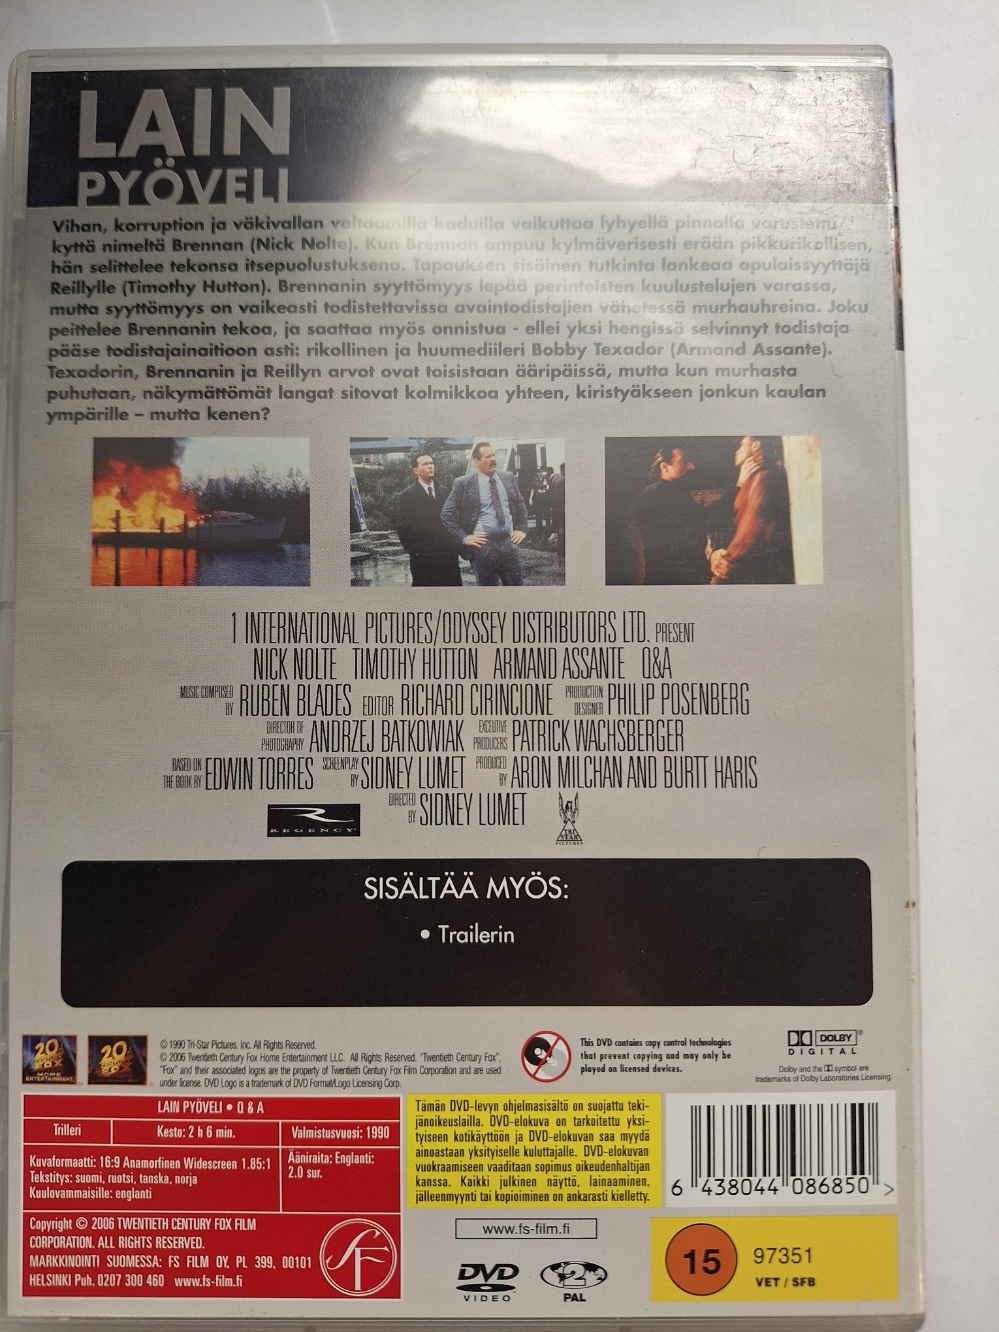 LAIN
PYÖVELI
Vihan, korruption ja väkivallan valtaamilla kaduilla vaikuttaa lyhyellä pinnalla varustettu
kyttä nimeltä Brennan (Nick Nolte). Kun Brennan ampuu kylmäverisesti erään pikkurikollisen,
hän selittelee tekonsa itsepuolustuksena. Tapauksen sisäinen tutkinta lankeaa apulaissyyttäjä
Reillylle (Timothy Hutton). Brennanin syyttömyys lepää perinteisten kuulustelujen varassa,
mutta syyttömyys on vaikeasti todistettavissa avaintodistajien vähetessä murhauhreina. Joku
peittelee Brennanin tekoa, ja saattaa myös onnistua - ellei yksi hengissä selvinnyt todistaja
pääse todistajainaitioon asti: rikollinen ja huumediileri Bobby Texador (Armand Assante).
Texadorin, Brennanin ja Reillyn arvot ovat toisistaan ääripäissä, mutta kun murhasta
puhutaan, näkymättömät langat sitovat kolmikkoa yhteen, kiristyäkseen jonkun kaulan
ympärille – mutta kenen?
1 INTERNATIONAL PICTURES/ODYSSEY DISTRIBUTORS LTD. PRESENT
NICK NOLTE TIMOTHY HUTTON ARMAND ASSANTE Q&A
MUSIC COMPOSED BY RUBEN BLADES EDITOR RICHARD CIRINCIONE PRODUCTION DESIGNER PHILIP POSENBERG
DIRECTOR OF PHOTOGRAPHY ANDRZEJ BATKOWIAK EXCEUTIVE PRODUCERS PATRICK WACHSBERGER
BASED ON THE BOOK BY EDWIN TORRES SCREENPLAY BY SIDNEY LUMET PRODUCED BY ARON MILCHAN AND BURTT HARIS
DIRECTED BY SIDNEY LUMET
REGENCY
TRI STAR PICTURES
SISÄLTÄÄ MYÖS:
• Trailerin
© 1990 Tri-Star Pictures. Inc. All Rights Reserved.
© 2006 Twentieth Century Fox Home Entertainment LLC. All Rights Reserved. "Twentieth Century Fox",
"Fox" and their associated logos are the property of Twentieth Century Fox Film Corporation and are used
under license. DVD Logo is a trademark of DVD Format/Logo Licensing Corp.
This DVD contains copy control technologies
that prevent copying and may only be
played on licensed devices.
DOLBY
DIGITAL
Dolby and the symbol are
trademarks of Dolby Laboratories Licensing.
LAIN PYÖVELI • Q & A
Trilleri
Kesto: 2 h 6 min.
Valmistusvuosi: 1990
Kuvaformaatti: 16:9 Anamorfinen Widescreen 1.85:1
Tekstitys: suomi, ruotsi, tanska, norja
Kuulovammaisille: englanti
Ääniraita: Englanti:
2.0 sur.
Copyright © 2006 TWENTIETH CENTURY FOX FILM
CORPORATION. ALL RIGHTS RESERVED.
MARKKINOINTI SUOMESSA: FS FILM OY, PL 399, 00101
HELSINKI Puh. 0207 300 460 www.fs-film.fi
SF
Tämän DVD-levyn ohjelmasisältö on suojattu teki-
jänoikeuslailla. DVD-elokuva on tarkoitettu yksi-
tyiseen kotikäyttöön ja DVD-elokuvan saa myydä
ainoastaan yksityiselle kuluttajalle. DVD-elokuvan
vuokraamiseen vaaditaan sopimus oikeudenhaltijan
kanssa. Kaikki julkinen näyttö, lainaaminen,
jälleenmyynti tai kopioiminen on ankarasti kielletty.
6 438044 086850 >
www.fs-film.fi
DVD
VIDEO
2
PAL
15
97351
VET / SFB